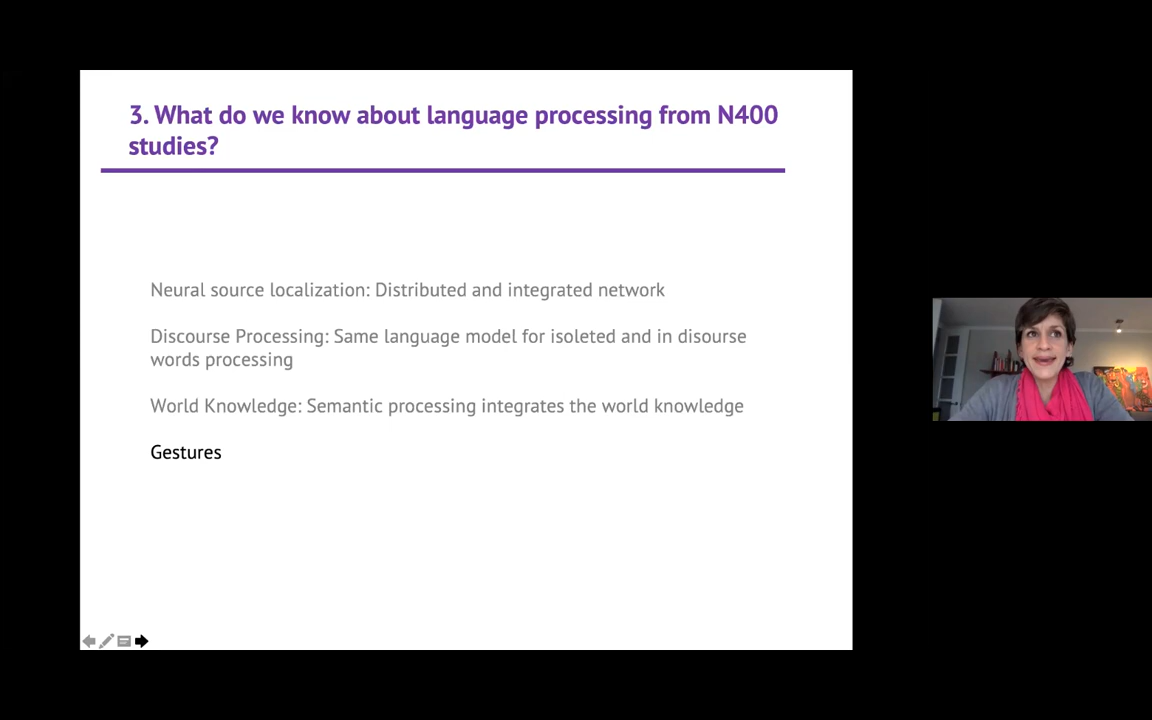 3. What do we know about language processing from N400
studies?
Neural source localization: Distributed and integrated network
Discourse Processing: Same language model for isoleted and in disourse
words processing
World Knowledge: Semantic processing integrates the world knowledge
Gestures